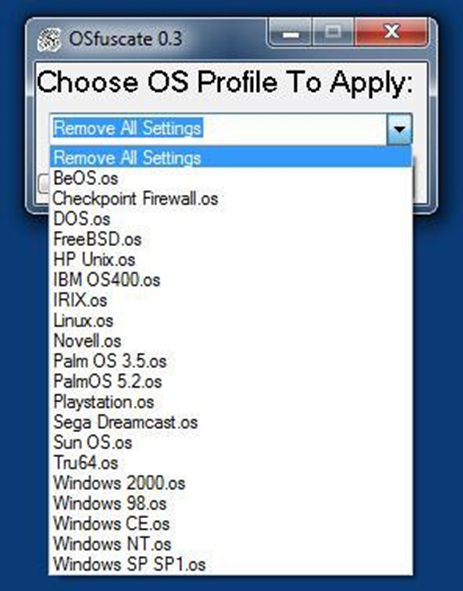 OSfuscate 0.3
Choose OS Profile To Apply:
Remove All Settings
Remove All Settings
BeOS.os
Checkpoint Firewall.os
DOS.os
FreeBSD.os
HP Unix.os
IBM OS400.os
IRIX.os
Linux.os
Novell.os
Palm OS 3.5.os
PalmOS 5.2.os
Playstation.os
Sega Dreamcast.os
Sun OS.os
Tru64.os
Windows 2000.os
Windows 98.os
Windows CE.os
Windows NT.os
Windows SP SP1.os